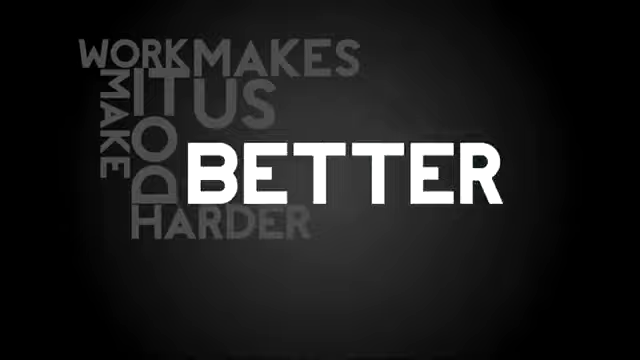 WORK MAKES
MAKE
IT US
DO
BETTER
HARDER